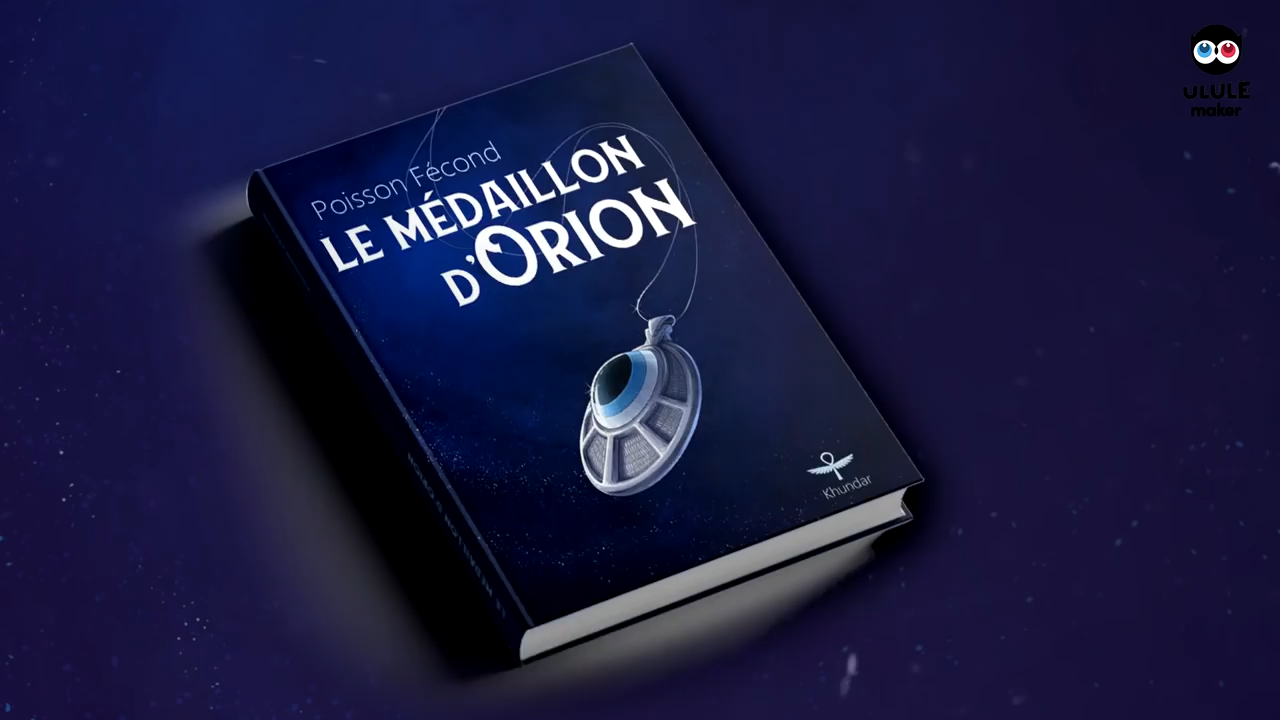 Poisson Fécond
LE MÉDAILLON
D'ORION
Khundar
ULULE
maker